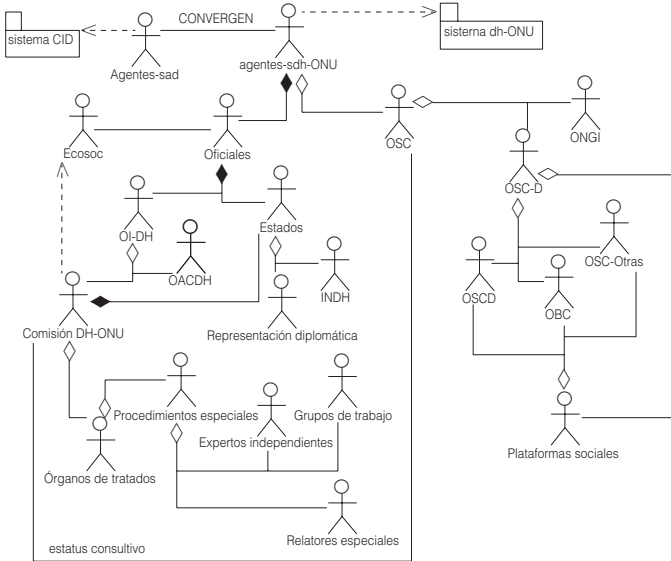 CONVERGEN
sistema CID
sisterna dh-ONU
Agentes-sad
agentes-sdh-ONU
Ecosoc
Oficiales
OSC
ONGI
OSC-D
OI-DH
Estados
OACDH
INDH
OSCD
OSC-Otras
OBC
Comisión DH-ONU
Representación diplomática
Procedimientos especiales
Grupos de trabajo
Expertos independientes
Órganos de tratados
Plataformas sociales
Relatores especiales
estatus consultivo